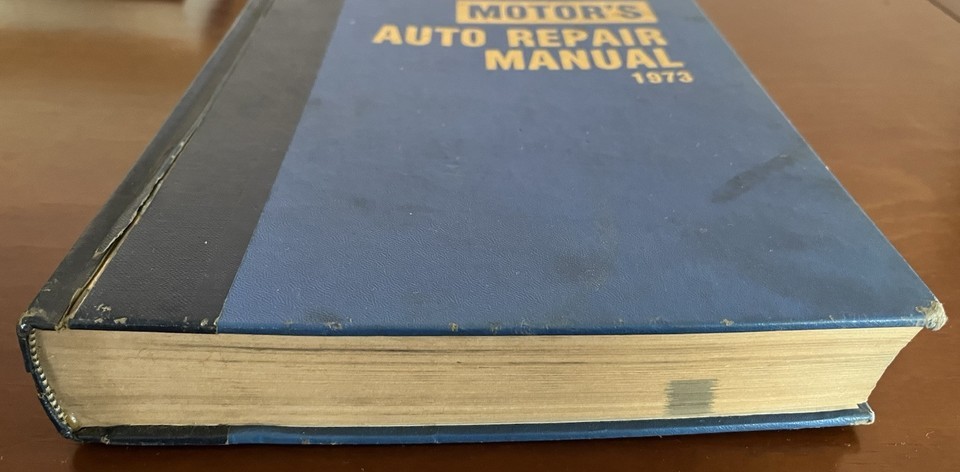 MOTOR'S
AUTO REPAIR
MANUAL
1973